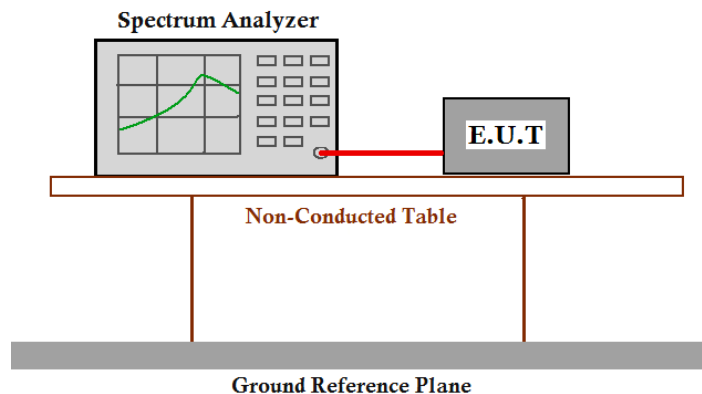 Spectrum Analyzer
E.U.T
Non-Conducted Table
Ground Reference Plane